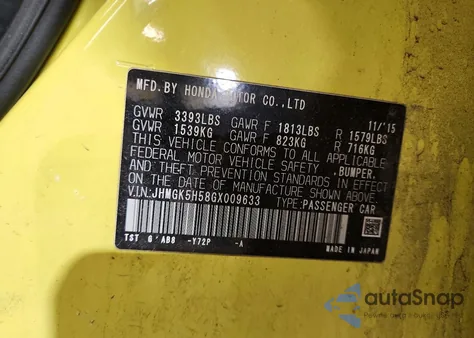 MFD.BY HONDA MOTOR CO.,LTD
11/'15
GVWR 3393LBS GAWR F 1813LBS R 1579LBS
GVWR 1539KG GAWR F 823KG R 716KG
THIS VEHICLE CONFORMS TO ALL APPLICABLE
FEDERAL MOTOR VEHICLE SAFETY ,BUMPER,
AND THEFT PREVENTION STANDARDS IN EFFECT
ON THE DATE OF MANUFACTURE SHOWN ABOVE.
V.I.N:JHMGK5H58GX009633 TYPE:PASSENGER CAR
TST -Y72P -A MADE IN JAPAN
autoSnap